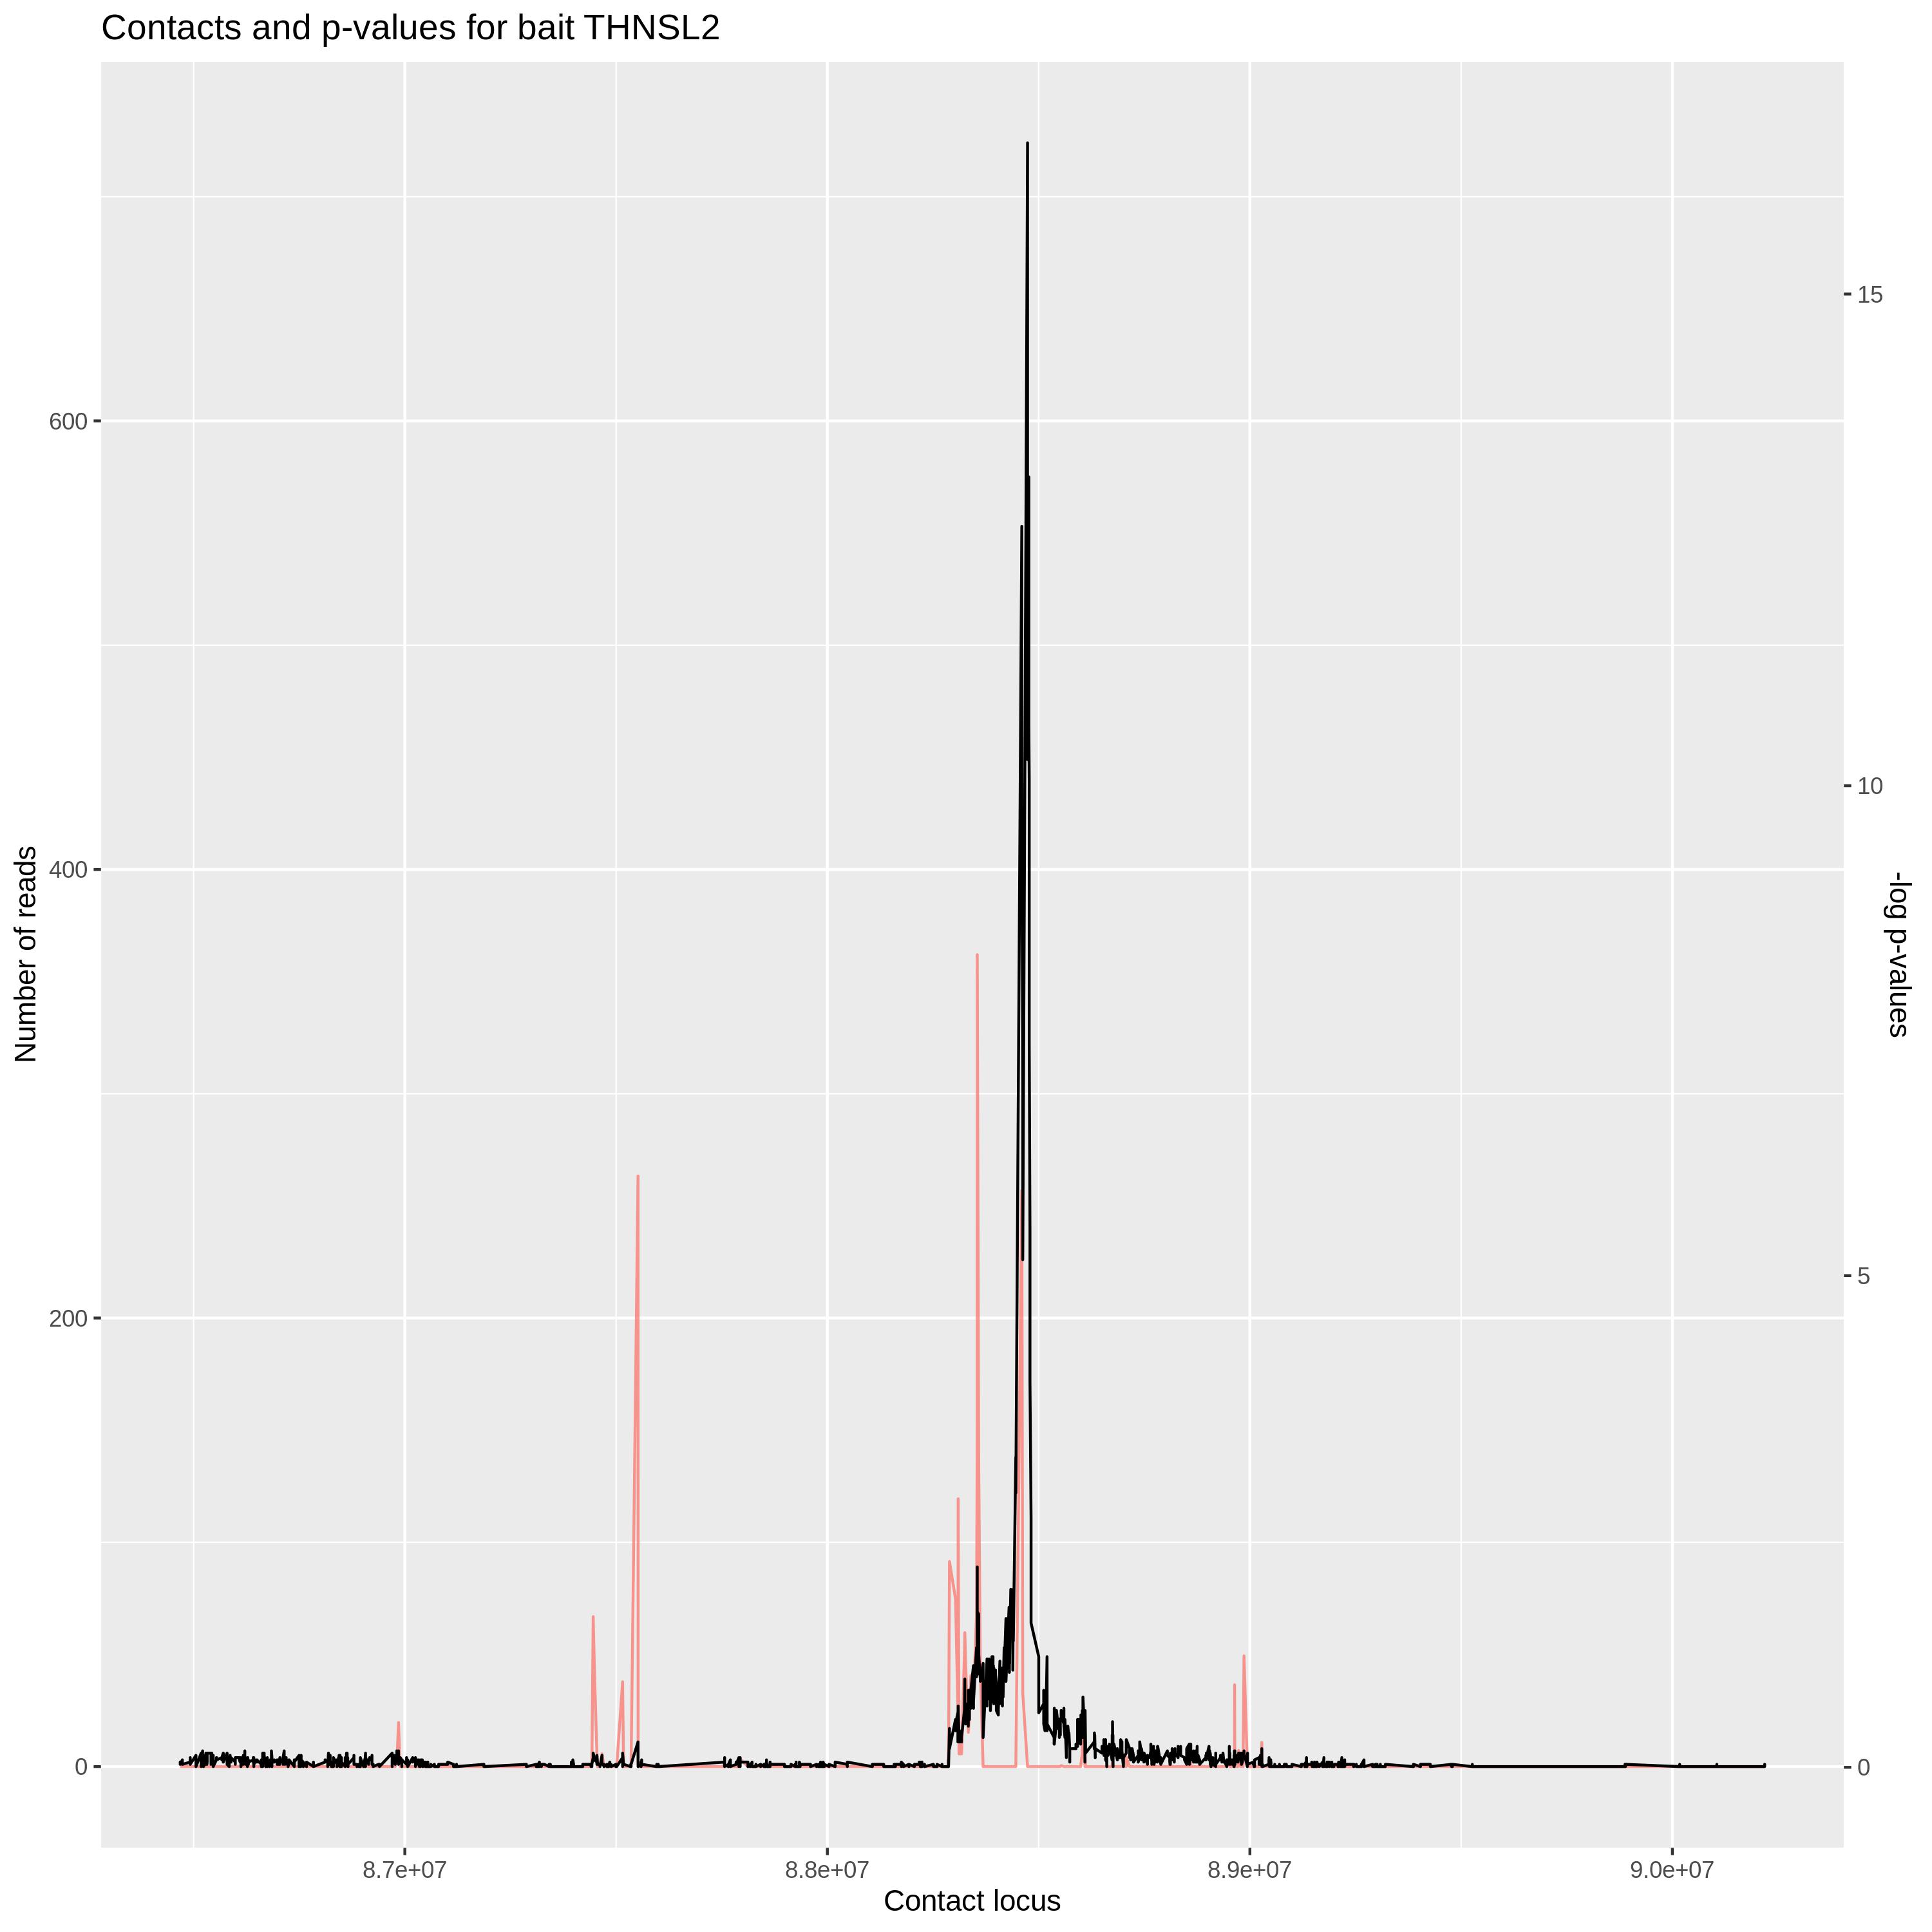 Contacts and p-values for bait THNSL2
Number of reads
600
400
200
0
15
10
5
0
-log p-values
8.7e+07
8.8e+07
8.9e+07
9.0e+07
Contact locus